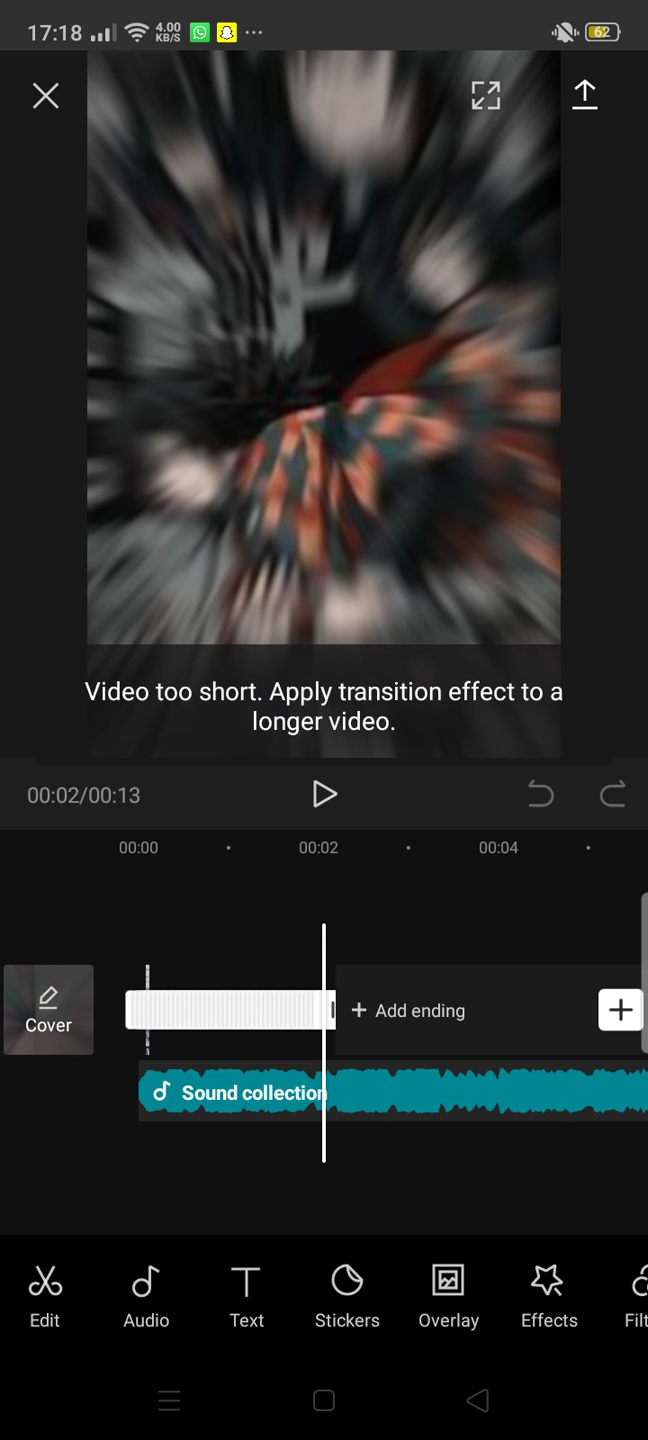 17:18
4.00
KB/S
62
Video too short. Apply transition effect to a
longer video.
00:02/00:13
00:00
00:02
00:04
Cover
+ Add ending
Sound collection
Edit
Audio
Text
Stickers
Overlay
Effects
Filt